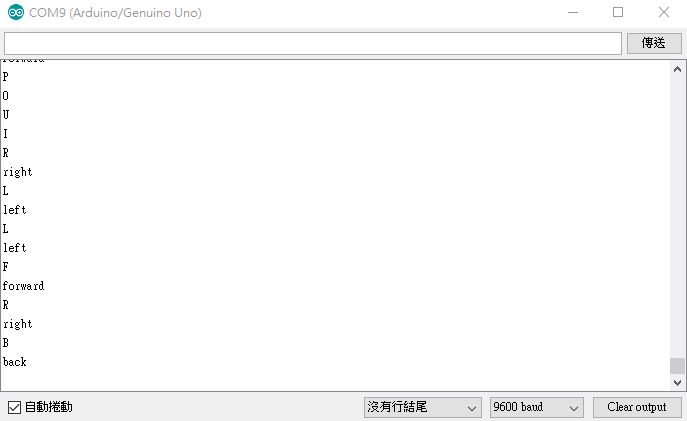 COM9 (Arduino/Genuino Uno)
傳送
forward
P
O
U
I
R
right
L
left
L
left
F
forward
R
right
B
back
自動捲動
沒有行結尾
9600 baud
Clear output